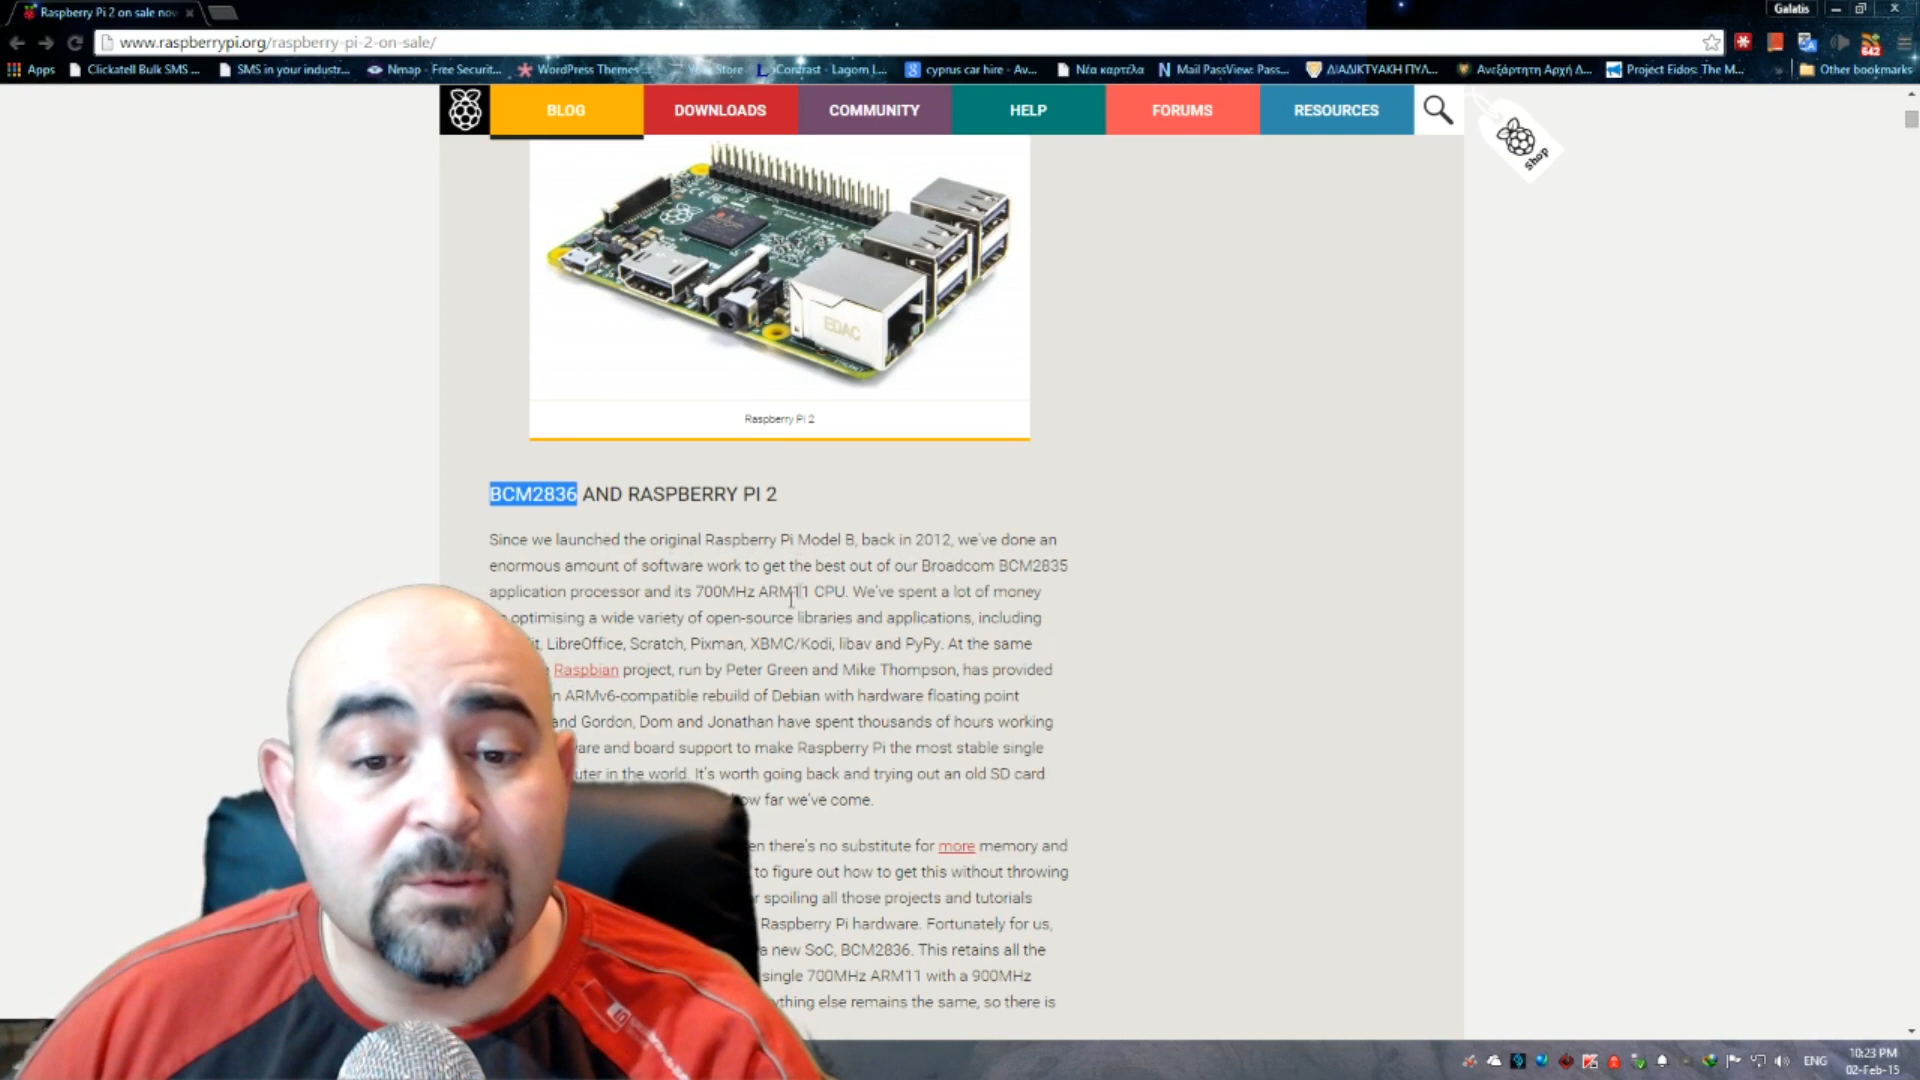 Raspberry Pi 2 on sale now
Galatis
www.raspberrypi.org/raspberry-pi-2-on-sale/
642
Apps Clickatell Bulk SMS ... SMS in your industr... Nmap - Free Securit... WordPress Themes ... Store iContrast - Lagom L... cyprus car hire - Av... Νέα καρτέλα Mail PassView: Pass... ΔΙΑΔΙΚΤΥΑΚΗ ΠΥΛ... Ανεξάρτητη Αρχή Δ... Project Eidos: The M... Other bookmarks
BLOG DOWNLOADS COMMUNITY HELP FORUMS RESOURCES
shop
EDAC
Raspberry Pi 2
BCM2836 AND RASPBERRY PI 2
Since we launched the original Raspberry Pi Model B, back in 2012, we've done an
enormous amount of software work to get the best out of our Broadcom BCM2835
application processor and its 700MHz ARM11 CPU. We've spent a lot of money
optimising a wide variety of open-source libraries and applications, including
LibreOffice, Scratch, Pixman, XBMC/Kodi, libav and PyPy. At the same
Raspbian project, run by Peter Green and Mike Thompson, has provided
ARMv6-compatible rebuild of Debian with hardware floating point
and Gordon, Dom and Jonathan have spent thousands of hours working
and board support to make Raspberry Pi the most stable single
in the world. It's worth going back and trying out an old SD card
far we've come.
there's no substitute for more memory and
to figure out how to get this without throwing
spoiling all those projects and tutorials
Raspberry Pi hardware. Fortunately for us,
a new SoC, BCM2836. This retains all the
single 700MHz ARM11 with a 900MHz
else remains the same, so there is
ENG
10:23 PM
02-Feb-15